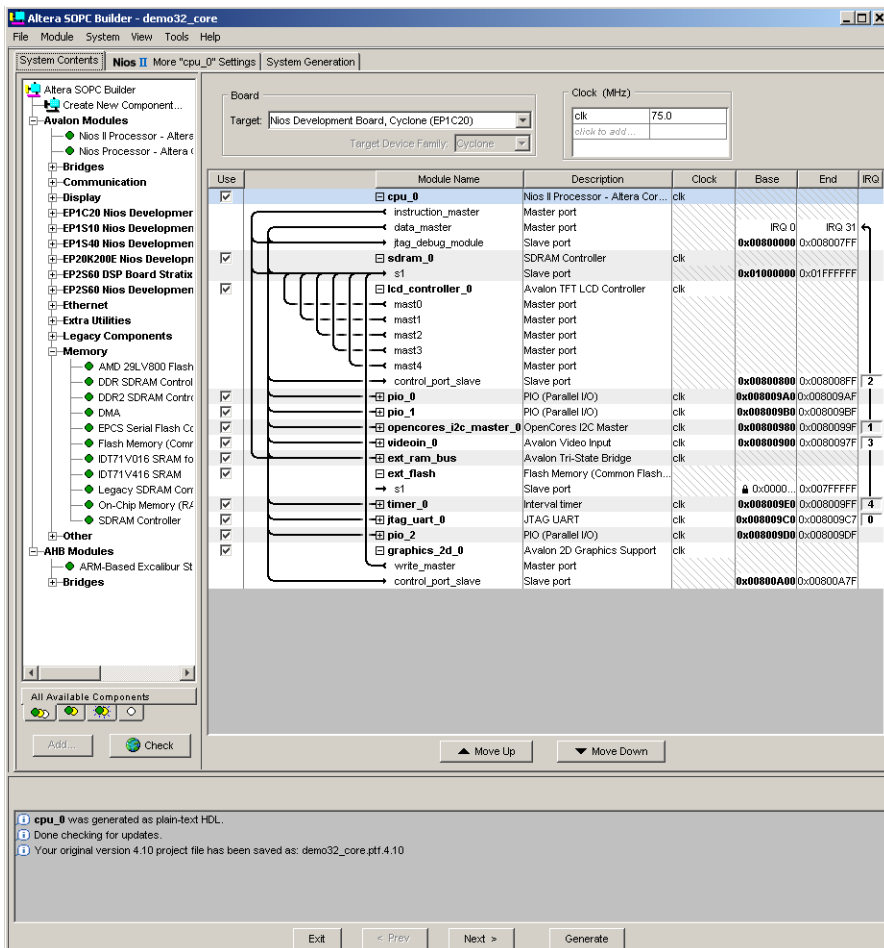 Altera SOPC Builder - demo32_core
File Module System View Tools Help
System Contents Nios II More "cpu_0" Settings System Generation
Altera SOPC Builder
Create New Component...
Avalon Modules
Nios II Processor - Altera
Nios Processor - Altera
Bridges
Communication
Display
EP1C20 Nios Developmer
EP1S10 Nios Developmer
EP1S40 Nios Developmer
EP20K200E Nios Developn
EP2S60 DSP Board Stratix
EP2S60 Nios Developmer
Ethernet
Extra Utilities
Legacy Components
Memory
AMD 29LV800 Flash
DDR SDRAM Control
DDR2 SDRAM Contr
DMA
EPCS Serial Flash Co
Flash Memory (Comr
IDT71V016 SRAM fo
IDT71V416 SRAM
Legacy SDRAM Con
On-Chip Memory (RA
SDRAM Controller
Other
AHB Modules
ARM-Based Excalibur St
Bridges
All Available Components
Add... Check
Board
Target: Nios Development Board, Cyclone (EP1C20)
Target Device Family: Cyclone
Clock (MHz)
clk 75.0
click to add...
Use Module Name Description Clock Base End IRQ
cpu_0 Nios II Processor - Altera Cor... clk
instruction_master Master port
data_master Master port IRQ 0 IRQ 31
jtag_debug_module Slave port 0x00800000 0x008007FF
sdram_0 SDRAM Controller clk
s1 Slave port 0x01000000 0x01FFFFFF
lcd_controller_0 Avalon TFT LCD Controller clk
mast0 Master port
mast1 Master port
mast2 Master port
mast3 Master port
mast4 Master port
control_port_slave Slave port 0x00800800 0x008008FF 2
pio_0 PIO (Parallel I/O) clk 0x008009A0 0x008009AF
pio_1 PIO (Parallel I/O) clk 0x008009B0 0x008009BF
opencores_i2c_master_0 OpenCores I2C Master clk 0x00800980 0x0080099F 1
videoin_0 Avalon Video Input clk 0x00800900 0x0080097F 3
ext_ram_bus Avalon Tri-State Bridge clk
ext_flash Flash Memory (Common Flash...
s1 Slave port 0x0000... 0x007FFFFF
timer_0 Interval timer clk 0x008009E0 0x008009FF 4
jtag_uart_0 JTAG UART clk 0x008009C0 0x008009C7 0
pio_2 PIO (Parallel I/O) clk 0x008009D0 0x008009DF
graphics_2d_0 Avalon 2D Graphics Support clk
write_master Master port
control_port_slave Slave port 0x00800A00 0x00800A7F
Move Up Move Down
cpu_0 was generated as plain-text HDL.
Done checking for updates.
Your original version 4.10 project file has been saved as: demo32_core.ptf.4.10
Exit < Prev Next > Generate